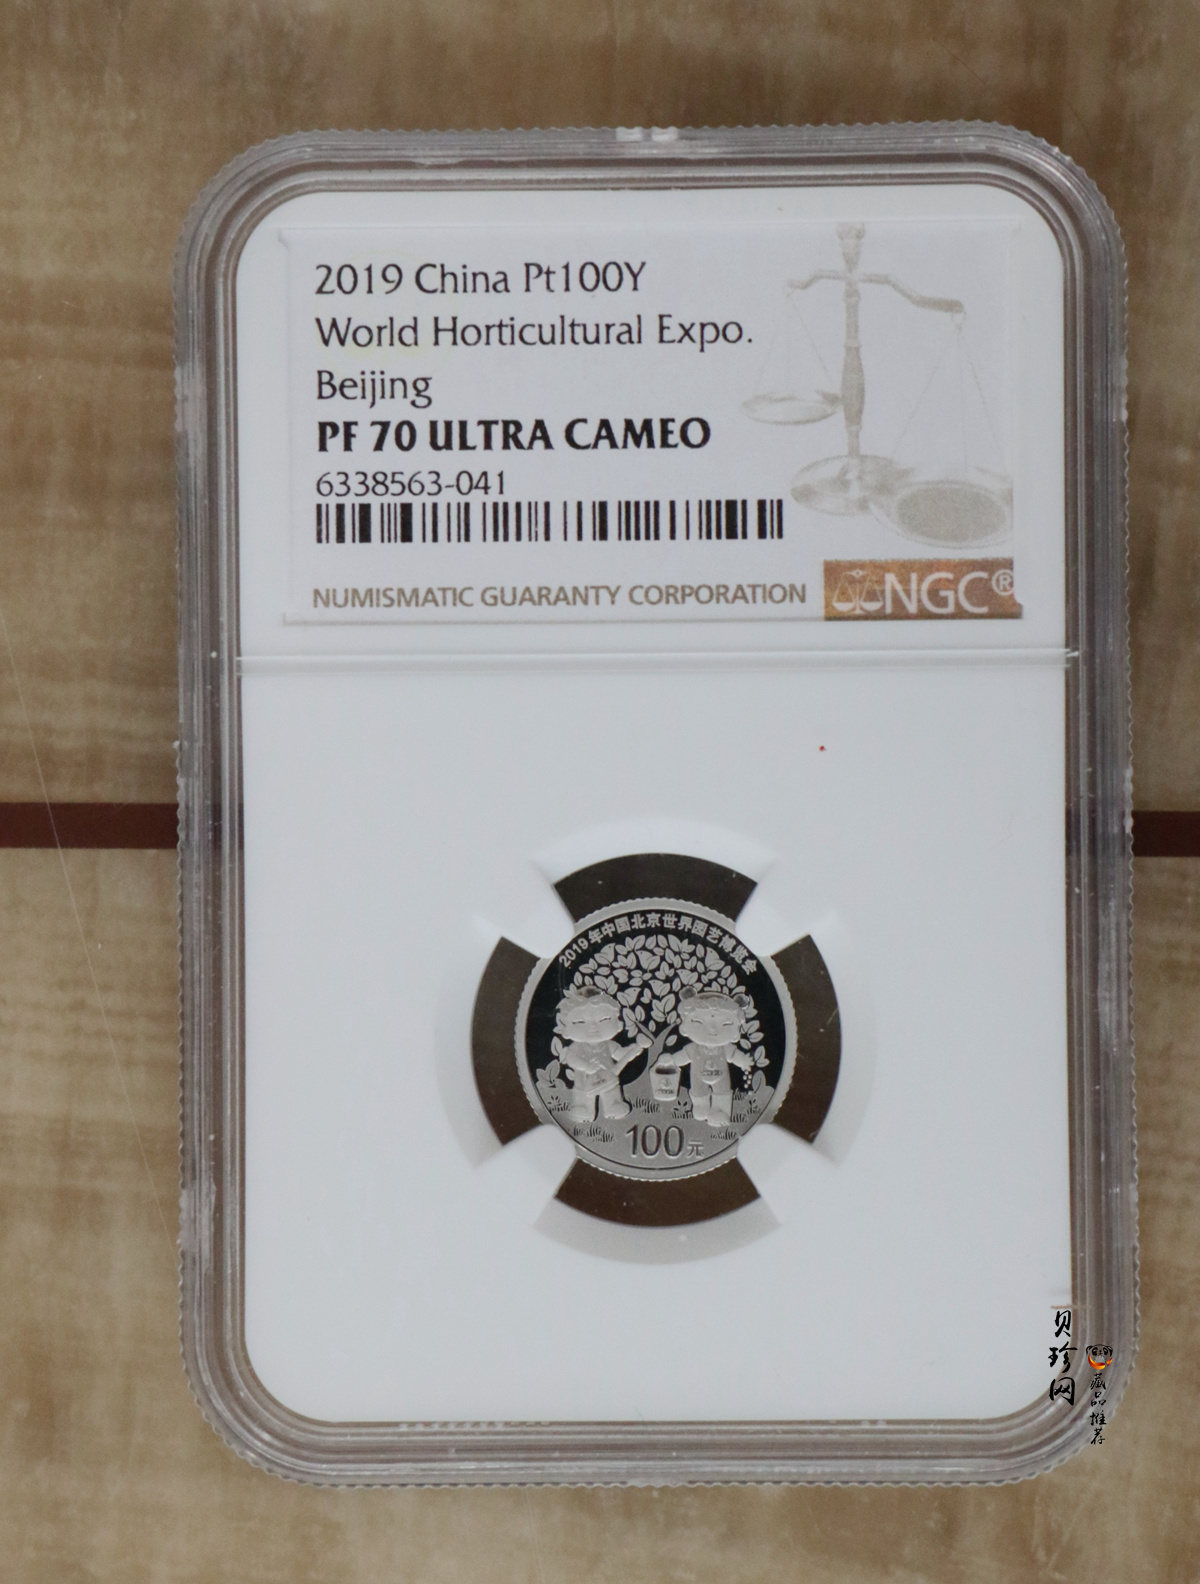 2019 China Pt100Y
World Horticultural Expo.
Beijing
PF 70 ULTRA CAMEO
6338563-041
NUMISMATIC GUARANTY CORPORATION
NGC®
2019年中国北京世界园艺博览会
100元
贝珍网
藏品推荐